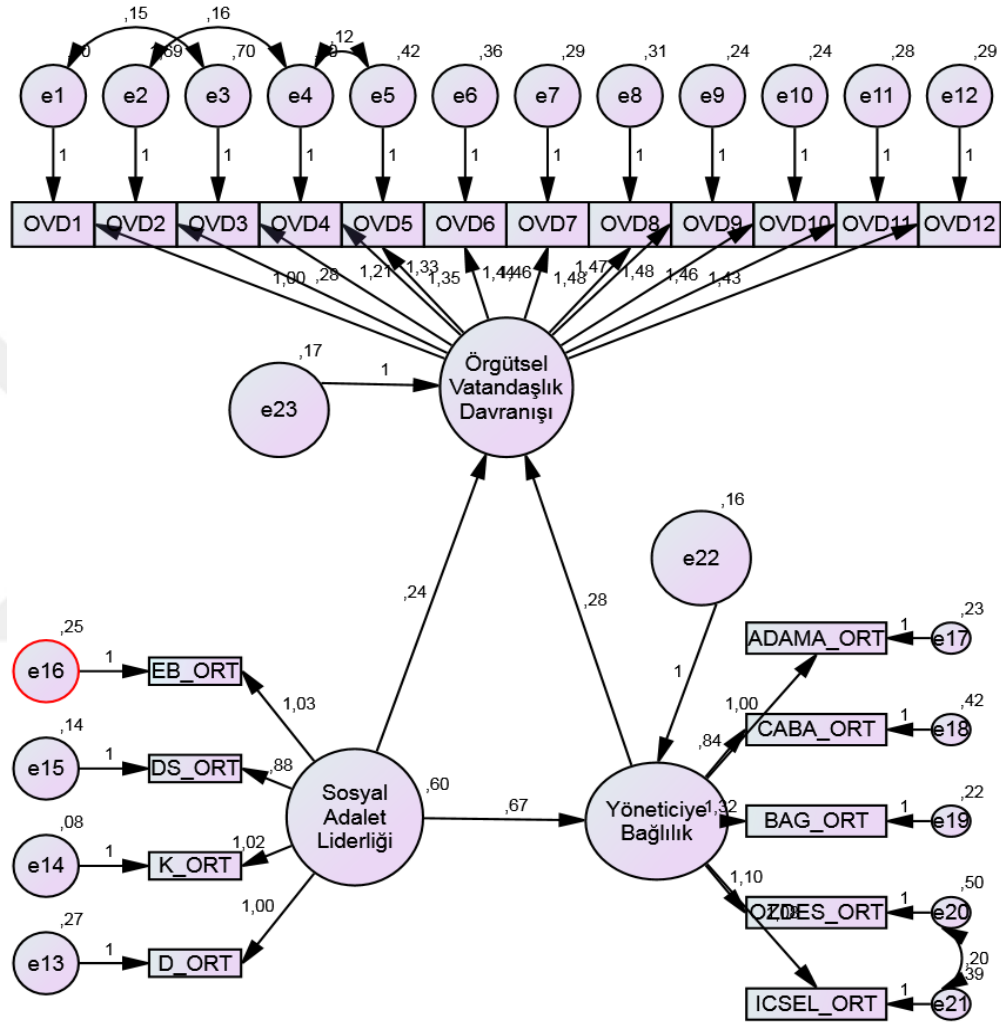 ,15 ,16 ,12
,69 ,70 ,42 ,36 ,29 ,31 ,24 ,24 ,28 ,29
e1 e2 e3 e4 e5 e6 e7 e8 e9 e10 e11 e12
1 1 1 1 1 1 1 1 1 1 1 1
OVD1 OVD2 OVD3 OVD4 OVD5 OVD6 OVD7 OVD8 OVD9 OVD10 OVD11 OVD12
1,00 ,28 1,21 1,33 1,35 1,44 1,46 1,48 1,47 1,48 1,46 1,43
,17
1
e23
Örgütsel
Vatandaşlık
Davranışı
,16
e22
1
,24
,28
,25
e16 1 EB_ORT
1,03
,14
e15 1 DS_ORT
,88
,08
e14 1 K_ORT
1,02
,27
e13 1 D_ORT
1,00
Sosyal
Adalet
Liderliği
,60
,67
Yöneticiye
Bağlılık
,23
ADAMA_ORT 1 e17
1,00
,42
CABA_ORT 1 e18
,84
,22
BAG_ORT 1 e19
1,32
,50
OZDES_ORT 1 e20
1,10
,20
,39
ICSEL_ORT 1 e21